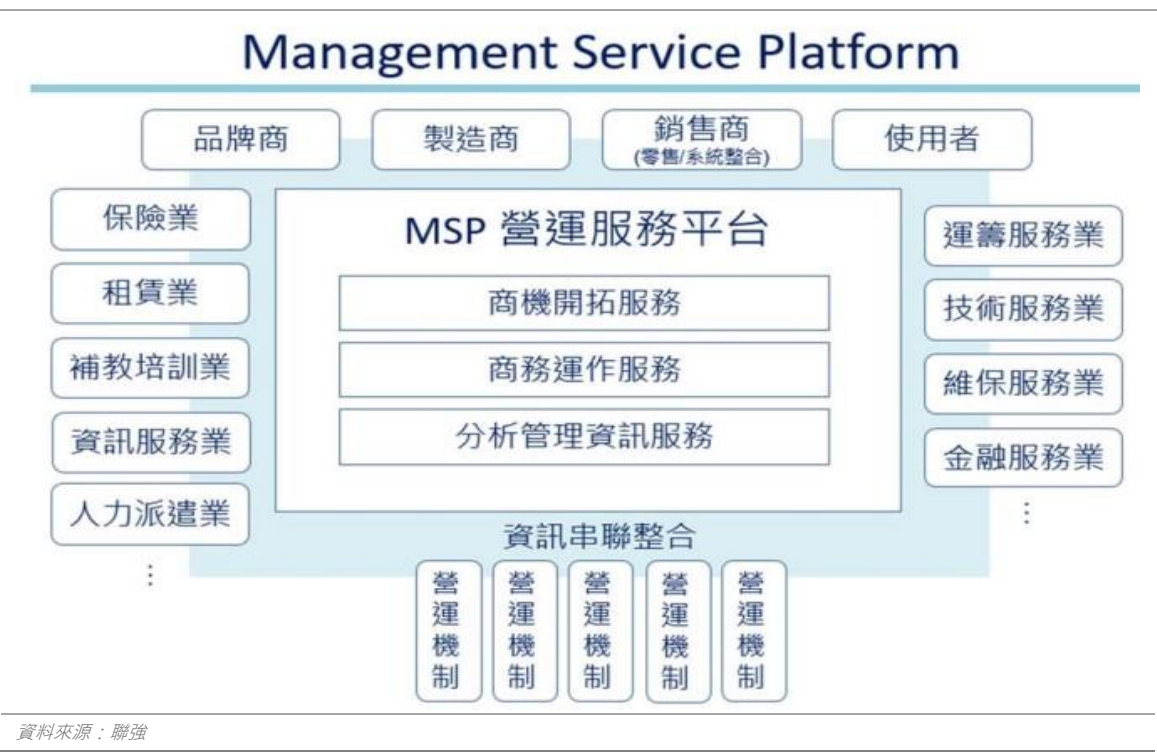 Management Service Platform
品牌商
製造商
銷售商
(零售/系統整合)
使用者
保險業
租賃業
補教培訓業
資訊服務業
人力派遣業
⋮
MSP 營運服務平台
商機開拓服務
商務運作服務
分析管理資訊服務
運籌服務業
技術服務業
維保服務業
金融服務業
⋮
資訊串聯整合
營運機制
營運機制
營運機制
營運機制
營運機制
資料來源：聯強